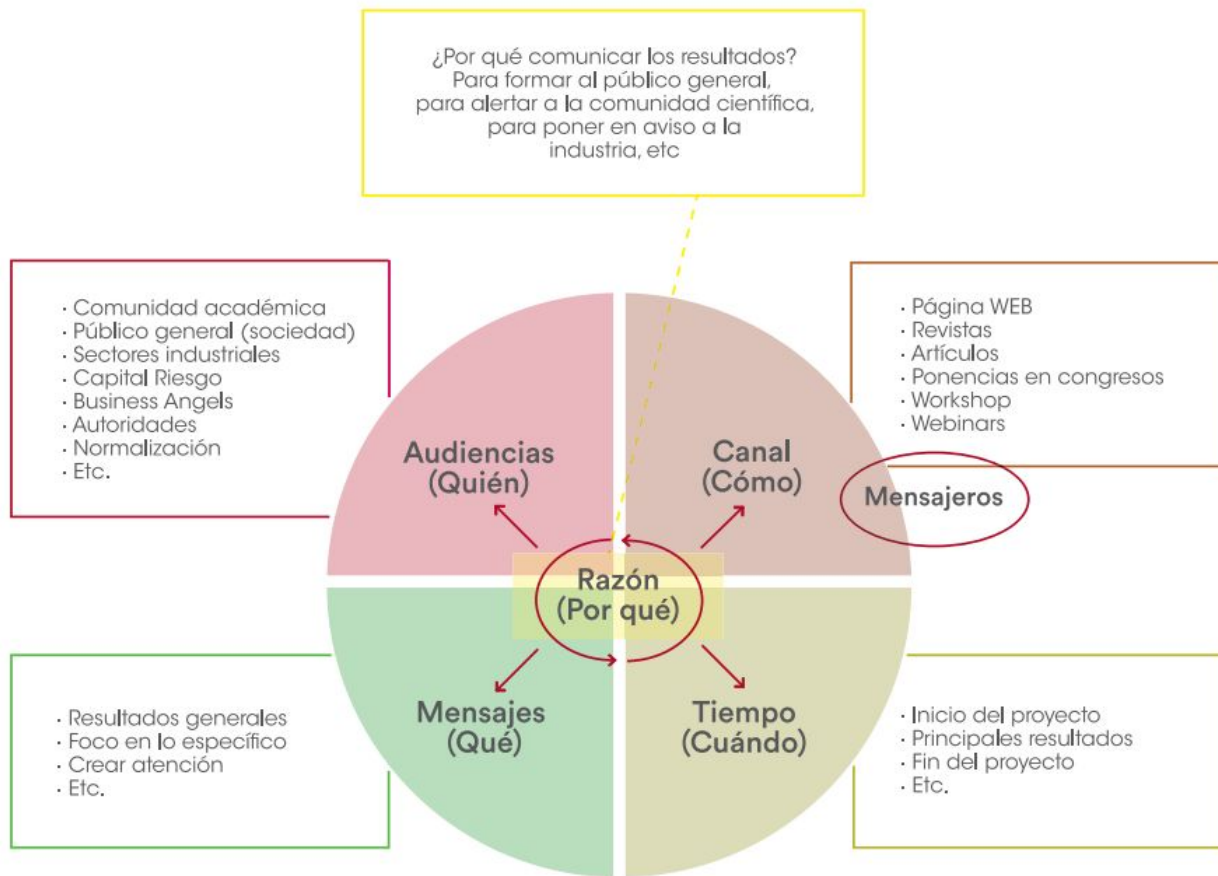 ¿Por qué comunicar los resultados?
Para formar al público general,
para alertar a la comunidad científica,
para poner en aviso a la
industria, etc
· Comunidad académica
· Público general (sociedad)
· Sectores industriales
· Capital Riesgo
· Business Angels
· Autoridades
· Normalización
· Etc.
· Página WEB
· Revistas
· Artículos
· Ponencias en congresos
· Workshop
· Webinars
Audiencias
(Quién)
Canal
(Cómo)
Mensajeros
Razón
(Por qué)
Mensajes
(Qué)
Tiempo
(Cuándo)
· Resultados generales
· Foco en lo específico
· Crear atención
· Etc.
· Inicio del proyecto
· Principales resultados
· Fin del proyecto
· Etc.